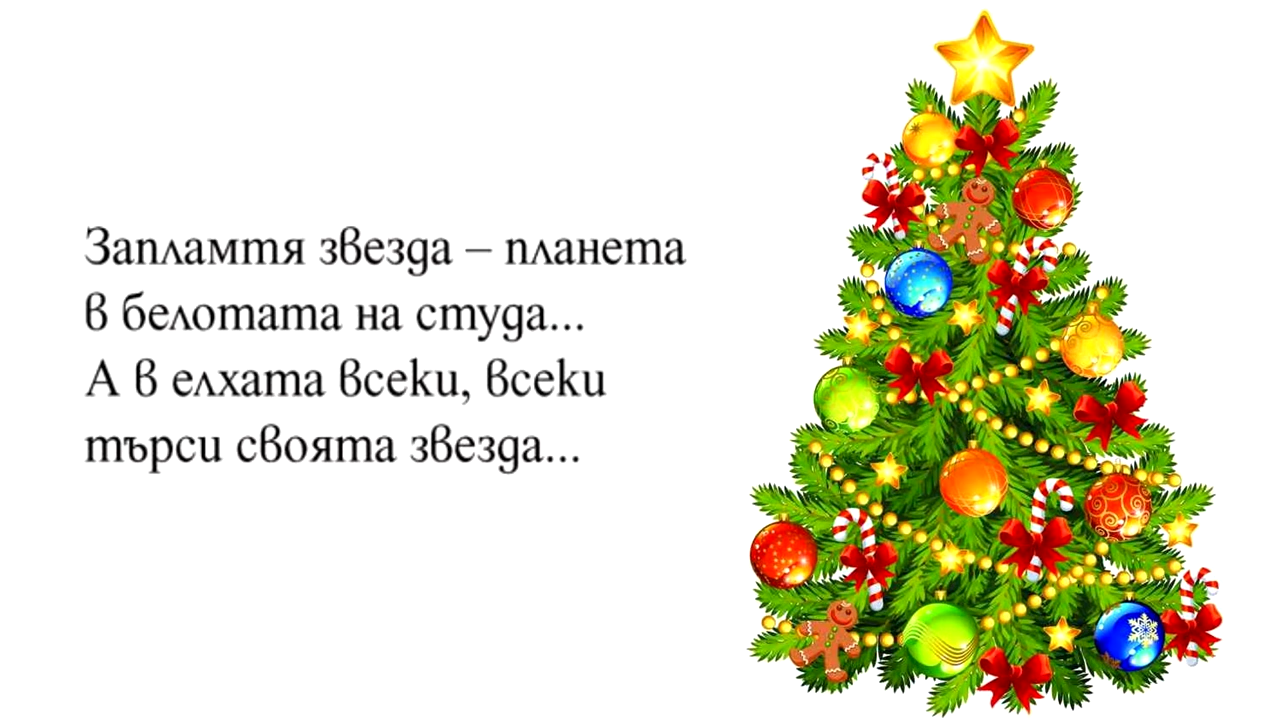 Запламтя звезда – планета
в белотата на студа...
А в елхата всеки, всеки
търси своята звезда...